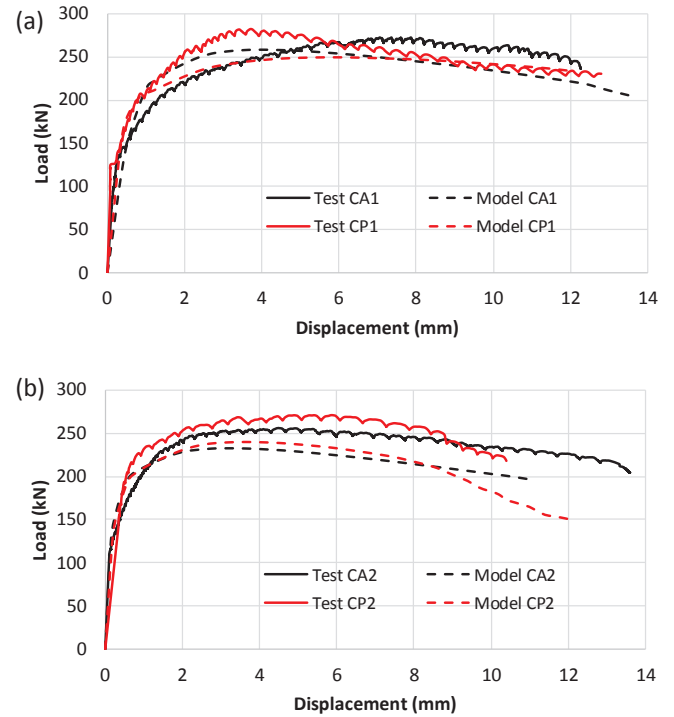 (a)
300
250
200
150
100
50
0
Load (kN)
Test CA1
Model CA1
Test CP1
Model CP1
0 2 4 6 8 10 12 14
Displacement (mm)
(b)
300
250
200
150
100
50
0
Load (kN)
Test CA2
Model CA2
Test CP2
Model CP2
0 2 4 6 8 10 12 14
Displacement (mm)